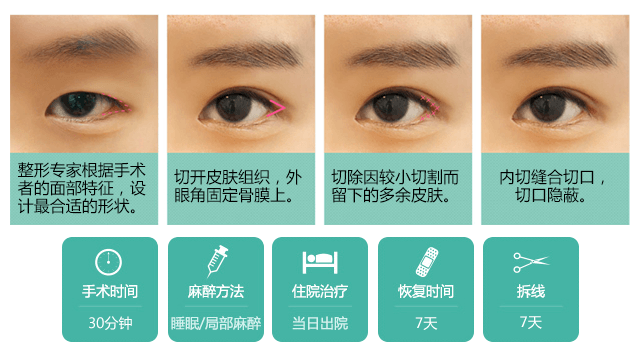 整形专家根据手术
者的面部特征，设
计最合适的形状。
切开皮肤组织，外
眼角固定骨膜上。
切除因较小切割而
留下的多余皮肤。
内切缝合切口，
切口隐蔽。
手术时间
30分钟
麻醉方法
睡眠/局部麻醉
住院治疗
当日出院
恢复时间
7天
拆线
7天